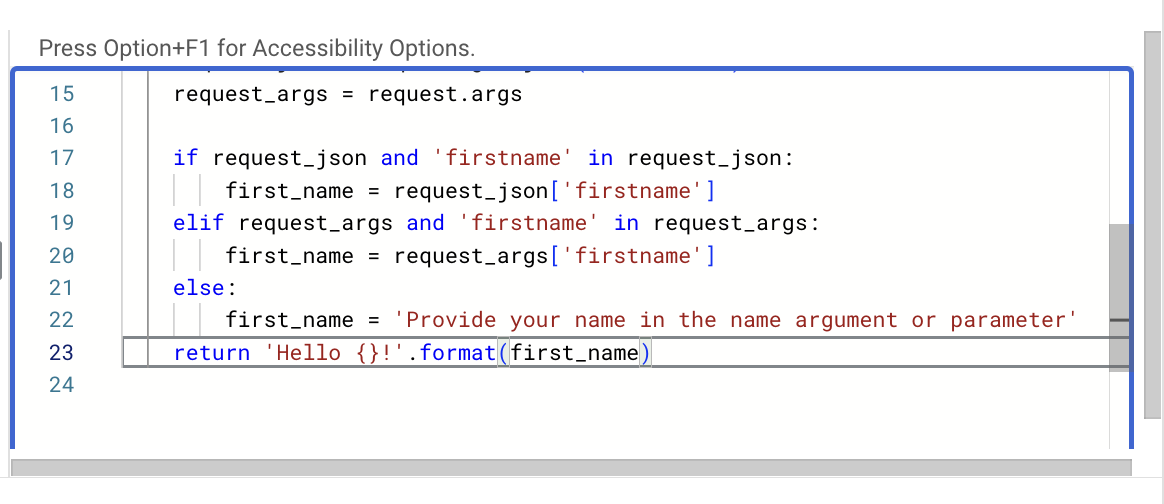 Press Option+F1 for Accessibility Options.
15 request_args = request.args
16
17 if request_json and 'firstname' in request_json:
18 first_name = request_json['firstname']
19 elif request_args and 'firstname' in request_args:
20 first_name = request_args['firstname']
21 else:
22 first_name = 'Provide your name in the name argument or parameter'
23 return 'Hello {}!'.format(first_name)
24